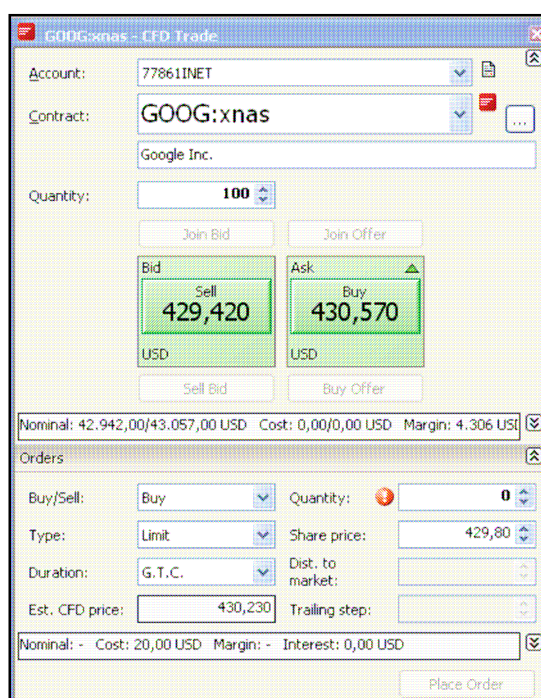 GOOG:xnas - CFD Trade
Account: 77861INET
Contract: GOOG:xnas ...
Google Inc.
Quantity: 100
Join Bid Join Offer
Bid Ask
Sell Buy
429,420 430,570
USD USD
Sell Bid Buy Offer
Nominal: 42.942,00/43.057,00 USD Cost: 0,00/0,00 USD Margin: 4.306 USD
Orders
Buy/Sell: Buy Quantity: 0
Type: Limit Share price: 429,80
Duration: G.T.C. Dist. to market:
Est. CFD price: 430,230 Trailing step:
Nominal: - Cost: 20,00 USD Margin: - Interest: 0,00 USD
Place Order